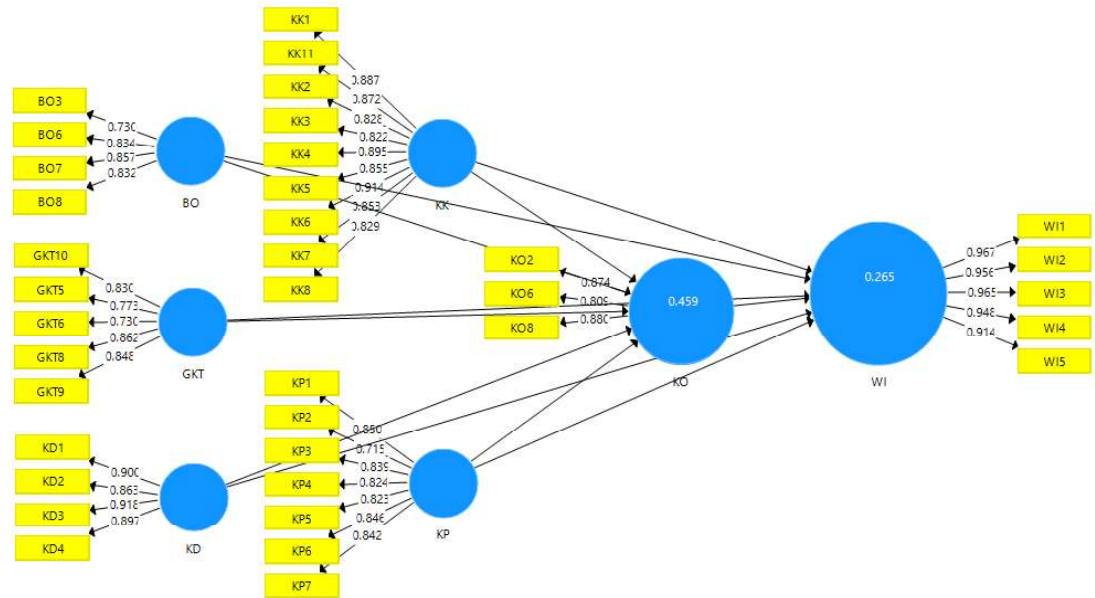 BO3
BO6
BO7
BO8
0.730
0.834
0.857
0.832
BO
GKT10
GKT5
GKT6
GKT8
GKT9
0.830
0.773
0.730
0.862
0.848
GKT
KD1
KD2
KD3
KD4
0.900
0.863
0.918
0.897
KD
KK1
KK11
KK2
KK3
KK4
KK5
KK6
KK7
KK8
0.887
0.872
0.828
0.822
0.895
0.855
0.914
0.853
0.829
KK
KP1
KP2
KP3
KP4
KP5
KP6
KP7
0.850
0.715
0.839
0.824
0.823
0.846
0.842
KP
KO2
KO6
KO8
0.874
0.809
0.880
0.459
KO
0.265
WI
0.967
0.956
0.965
0.948
0.914
WI1
WI2
WI3
WI4
WI5